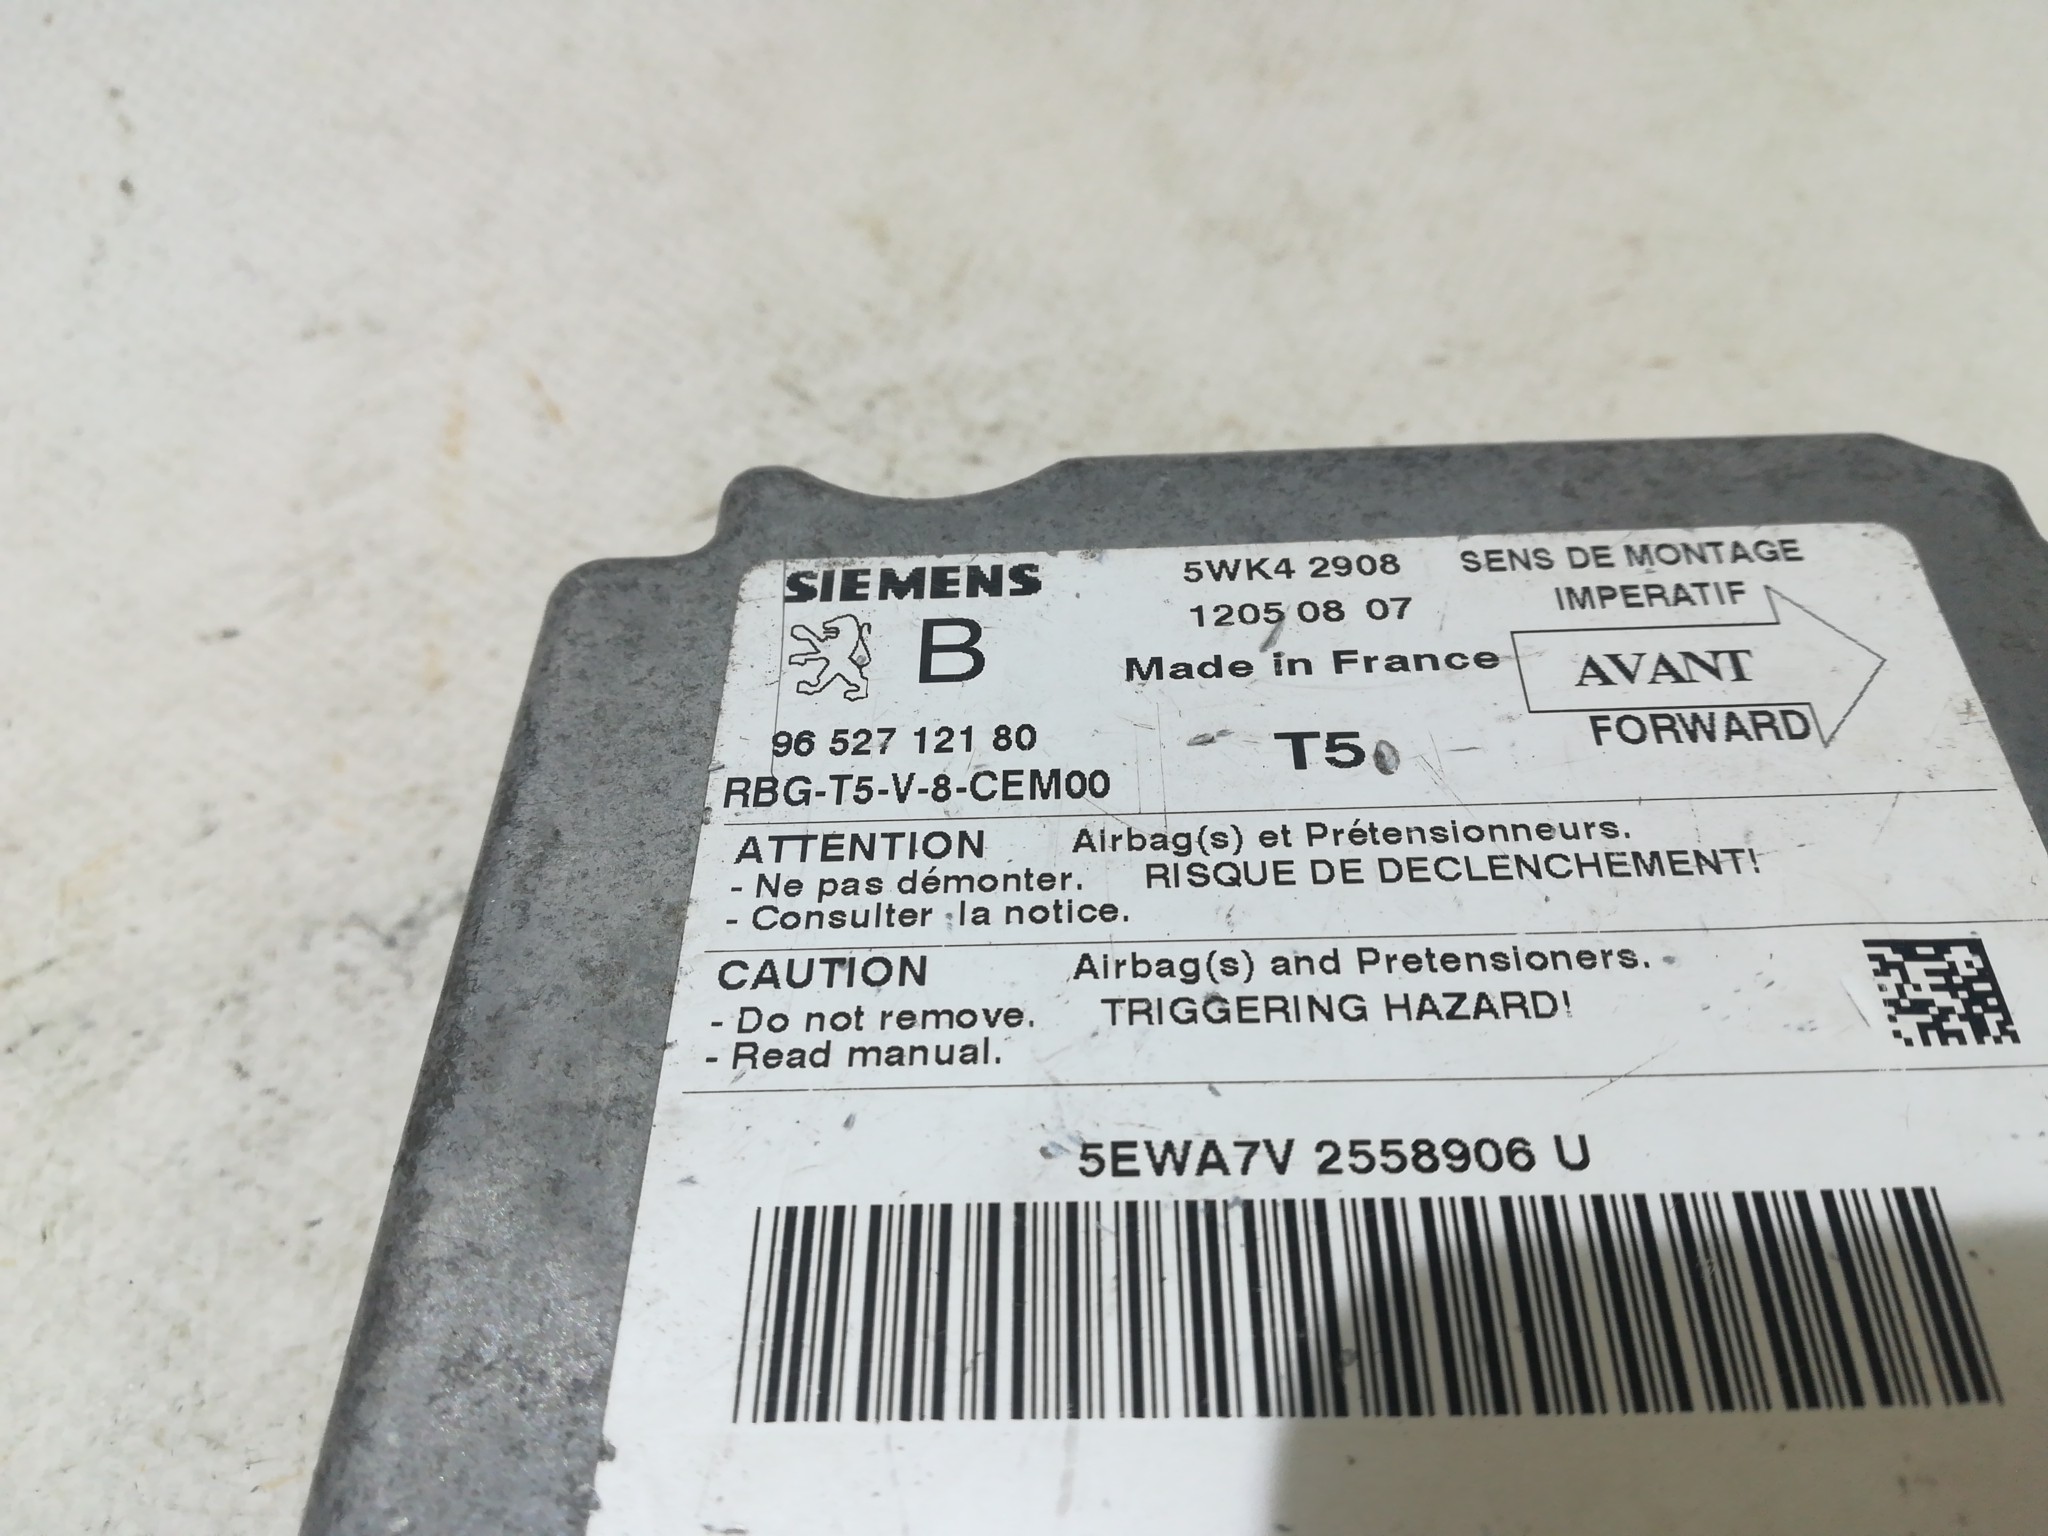 SIEMENS
B
96 527 121 80
RBG-T5-V-8-CEM00
5WK4 2908
1205 08 07
Made in France
T5
SENS DE MONTAGE
IMPERATIF
AVANT
FORWARD
ATTENTION Airbag(s) et Prétensionneurs.
- Ne pas démonter. RISQUE DE DECLENCHEMENT!
- Consulter la notice.
CAUTION Airbag(s) and Pretensioners.
- Do not remove. TRIGGERING HAZARD!
- Read manual.
5EWA7V 2558906 U